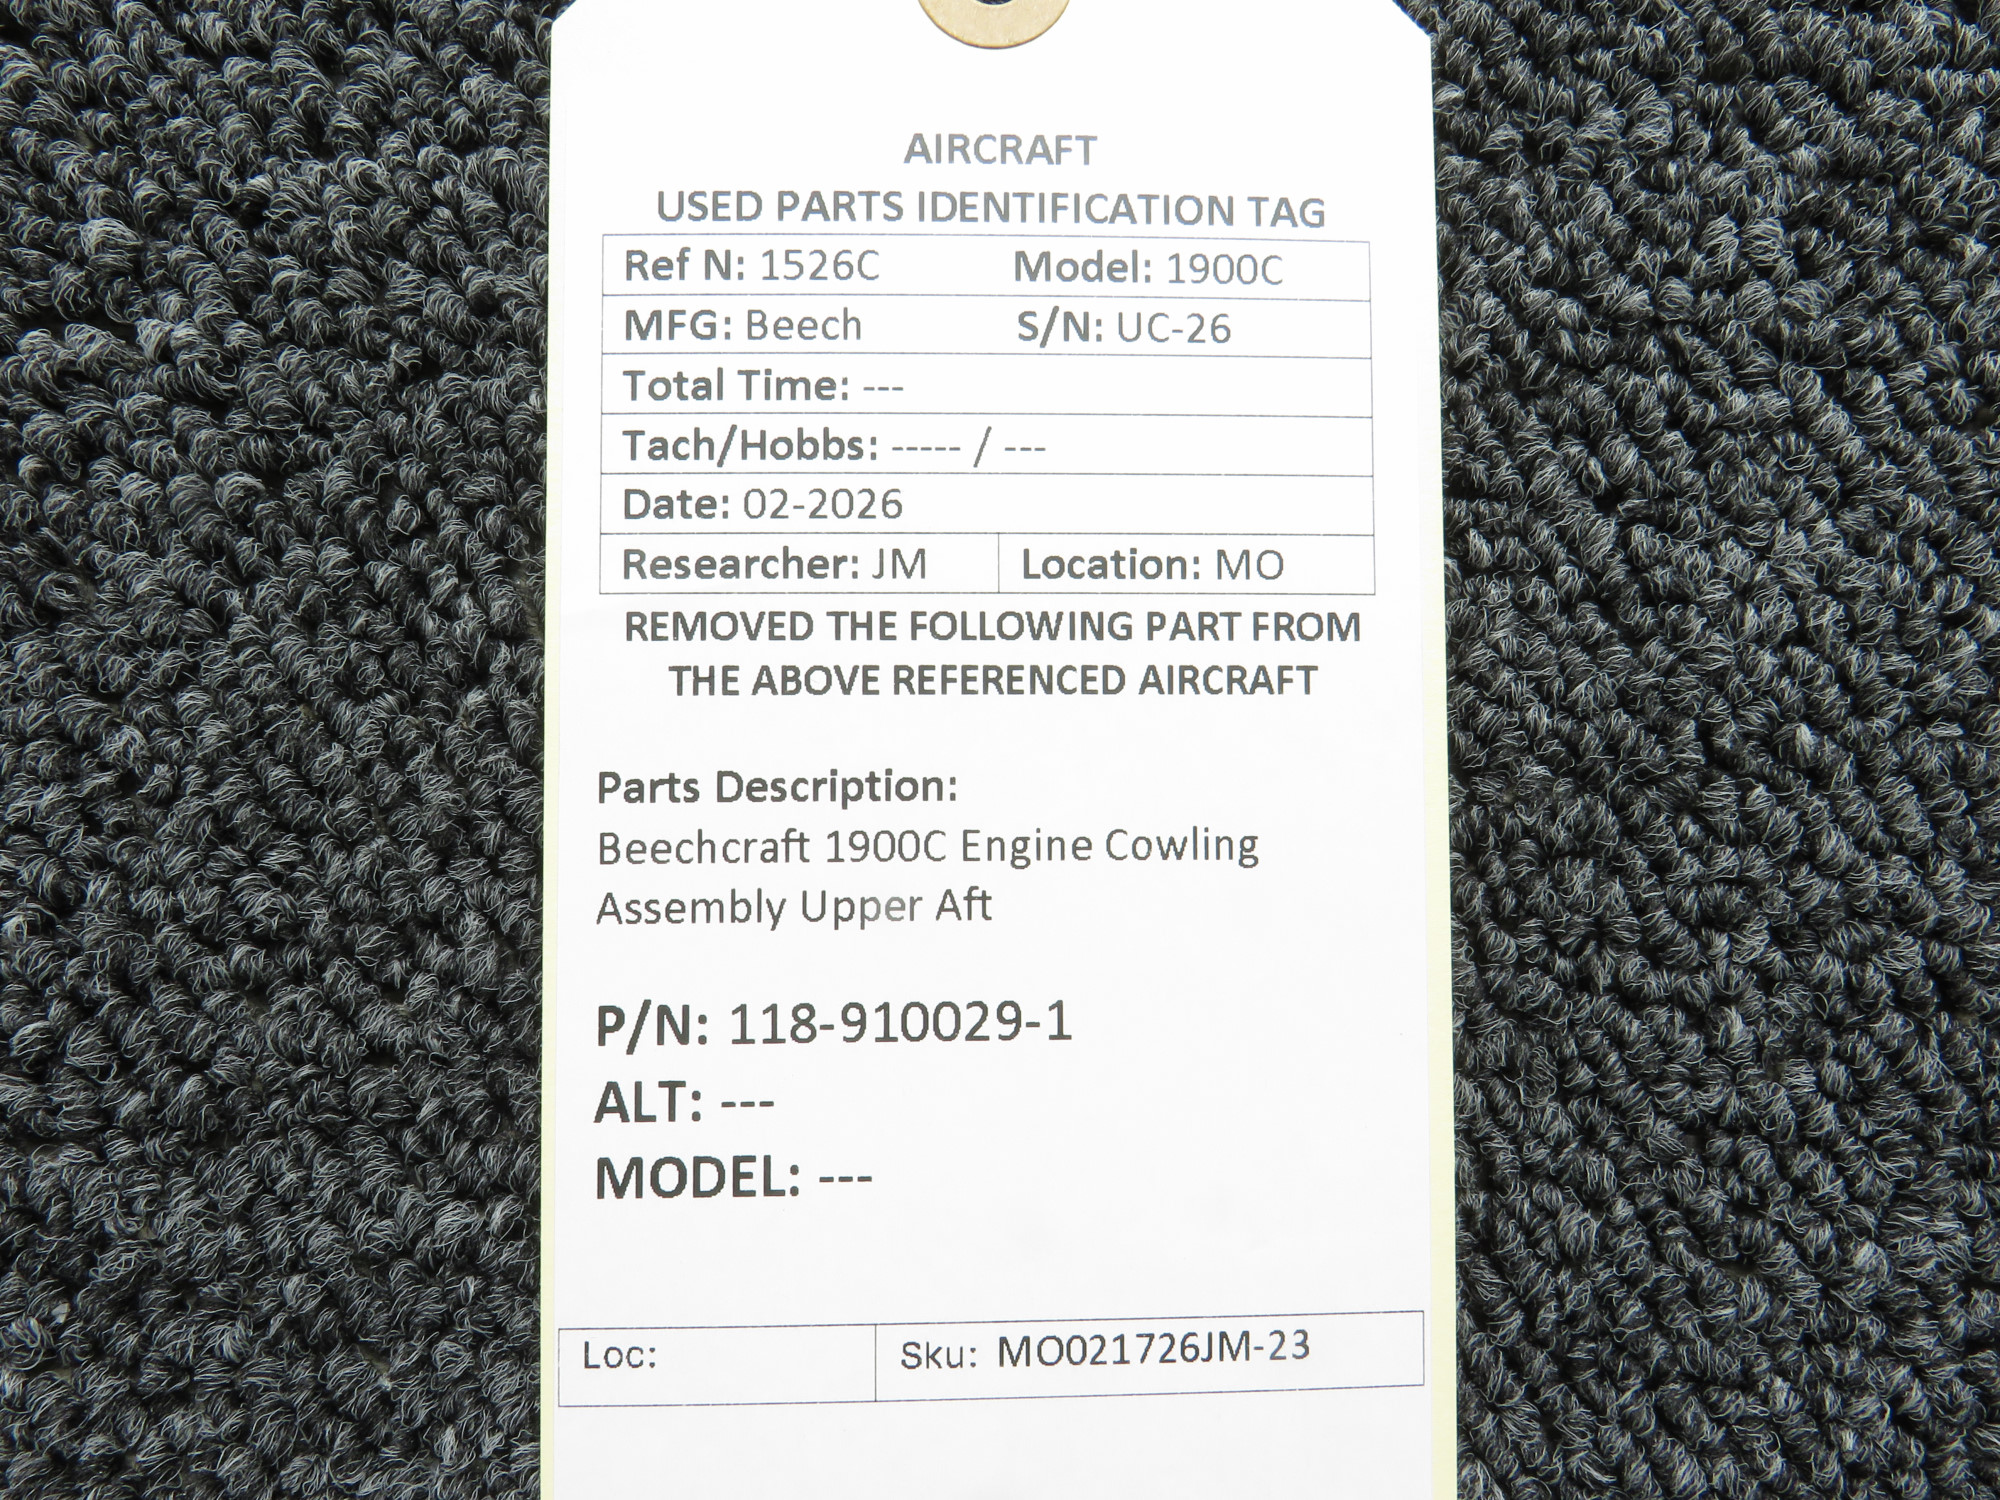 AIRCRAFT
USED PARTS IDENTIFICATION TAG
Ref N: 1526C Model: 1900C
MFG: Beech S/N: UC-26
Total Time: ---
Tach/Hobbs: ----- / ---
Date: 02-2026
Researcher: JM Location: MO
REMOVED THE FOLLOWING PART FROM
THE ABOVE REFERENCED AIRCRAFT
Parts Description:
Beechcraft 1900C Engine Cowling
Assembly Upper Aft
P/N: 118-910029-1
ALT: ---
MODEL: ---
Loc: Sku: MO021726JM-23